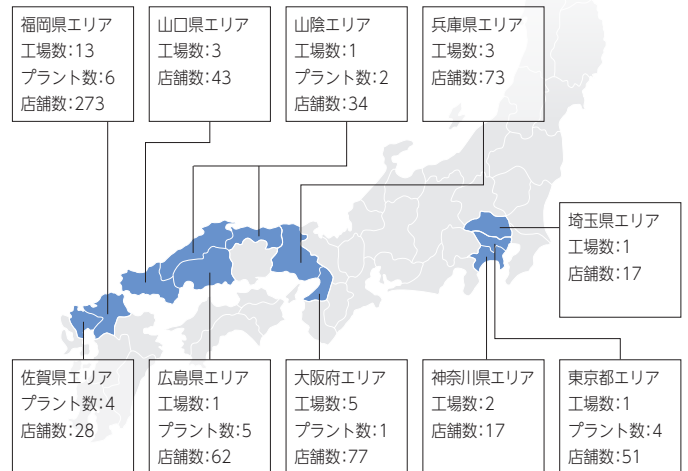 福岡県エリア
工場数:13
プラント数:6
店舗数:273
山口県エリア
工場数:3
店舗数:43
山陰エリア
工場数:1
プラント数:2
店舗数:34
兵庫県エリア
工場数:3
店舗数:73
埼玉県エリア
工場数:1
店舗数:17
佐賀県エリア
プラント数:4
店舗数:28
広島県エリア
工場数:1
プラント数:5
店舗数:62
大阪府エリア
工場数:5
プラント数:1
店舗数:77
神奈川県エリア
工場数:2
店舗数:17
東京都エリア
工場数:1
プラント数:4
店舗数:51